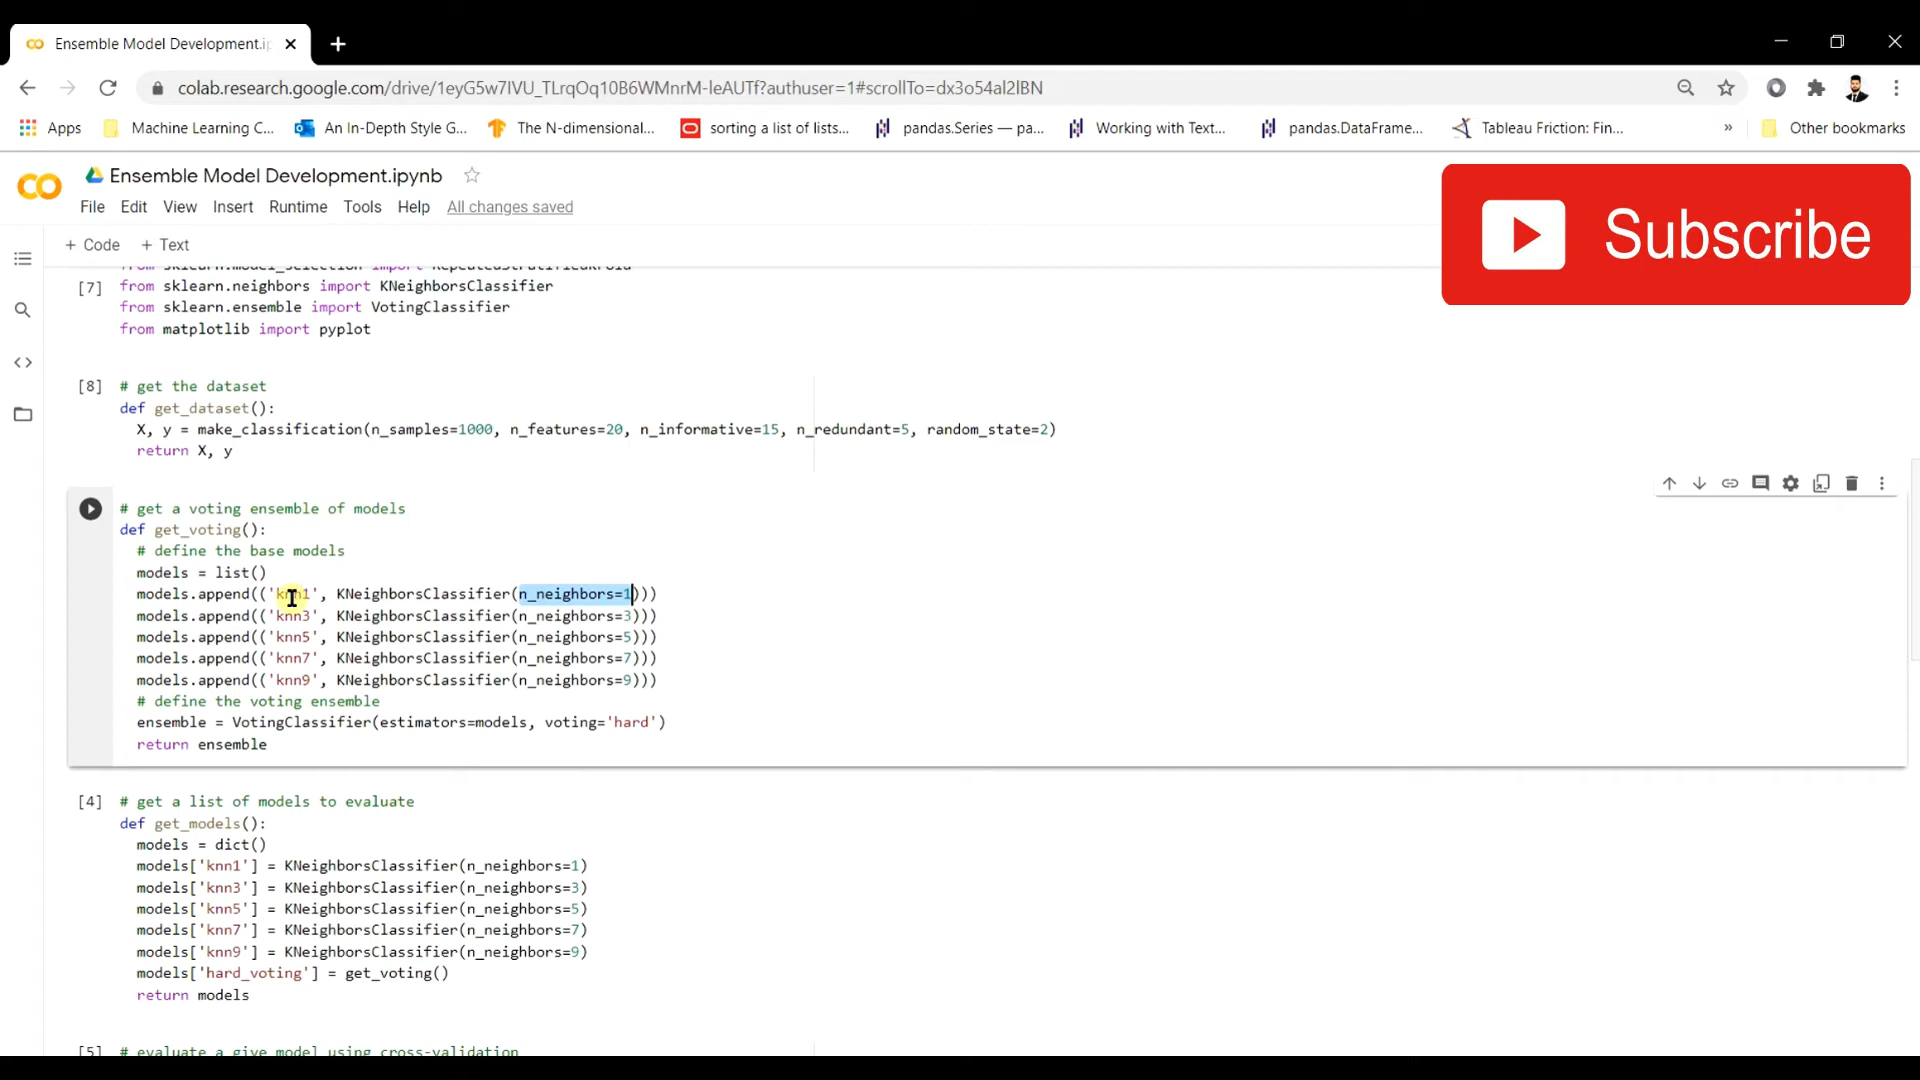 Ensemble Model Development.ip
colab.research.google.com/drive/1eyG5w7IVU_TLrqOq10B6WMnrM-leAUTf?authuser=1#scrollTo=dx3o54al2lBN
Apps Machine Learning C... An In-Depth Style G... The N-dimensional... sorting a list of lists... pandas.Series — pa... Working with Text... pandas.DataFrame... Tableau Friction: Fin... » Other bookmarks
Ensemble Model Development.ipynb
File Edit View Insert Runtime Tools Help All changes saved
Subscribe
+ Code + Text
from sklearn.model_selection import RepeatedStratifiedKFold
[7] from sklearn.neighbors import KNeighborsClassifier
from sklearn.ensemble import VotingClassifier
from matplotlib import pyplot
[8] # get the dataset
def get_dataset():
X, y = make_classification(n_samples=1000, n_features=20, n_informative=15, n_redundant=5, random_state=2)
return X, y
# get a voting ensemble of models
def get_voting():
# define the base models
models = list()
models.append(('knn1', KNeighborsClassifier(n_neighbors=1)))
models.append(('knn3', KNeighborsClassifier(n_neighbors=3)))
models.append(('knn5', KNeighborsClassifier(n_neighbors=5)))
models.append(('knn7', KNeighborsClassifier(n_neighbors=7)))
models.append(('knn9', KNeighborsClassifier(n_neighbors=9)))
# define the voting ensemble
ensemble = VotingClassifier(estimators=models, voting='hard')
return ensemble
[4] # get a list of models to evaluate
def get_models():
models = dict()
models['knn1'] = KNeighborsClassifier(n_neighbors=1)
models['knn3'] = KNeighborsClassifier(n_neighbors=3)
models['knn5'] = KNeighborsClassifier(n_neighbors=5)
models['knn7'] = KNeighborsClassifier(n_neighbors=7)
models['knn9'] = KNeighborsClassifier(n_neighbors=9)
models['hard_voting'] = get_voting()
return models
[5] # evaluate a give model using cross-validation